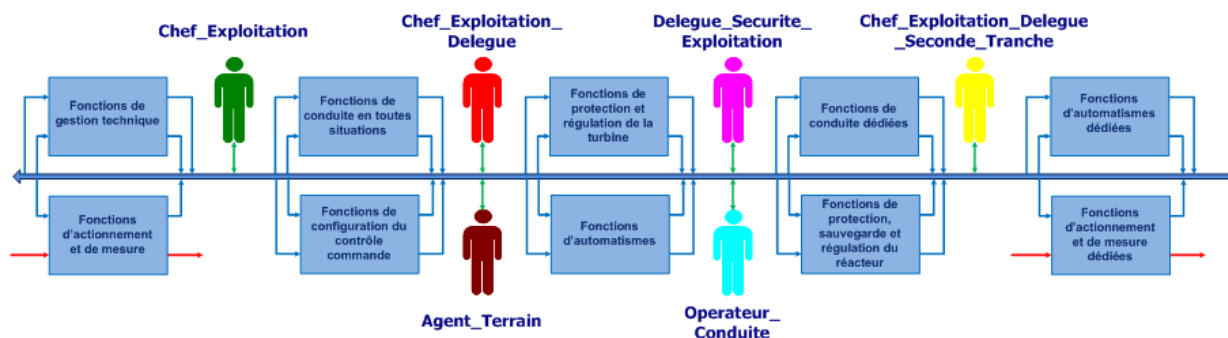 Chef_Exploitation
Chef_Exploitation_
Delegue
Delegue_Securite_
Exploitation
Chef_Exploitation_Delegue
_Seconde_Tranche
Fonctions de
gestion technique
Fonctions de
conduite en toutes
situations
Fonctions de
protection et
régulation de la
turbine
Fonctions de
conduite dédiées
Fonctions
d'automatismes
dédiées
Fonctions
d'actionnement
et de mesure
Fonctions de
configuration du
contrôle
commande
Fonctions
d'automatismes
Fonctions de
protection,
sauvegarde et
régulation du
réacteur
Fonctions
d'actionnement
et de mesure
dédiées
Agent_Terrain
Operateur_
Conduite